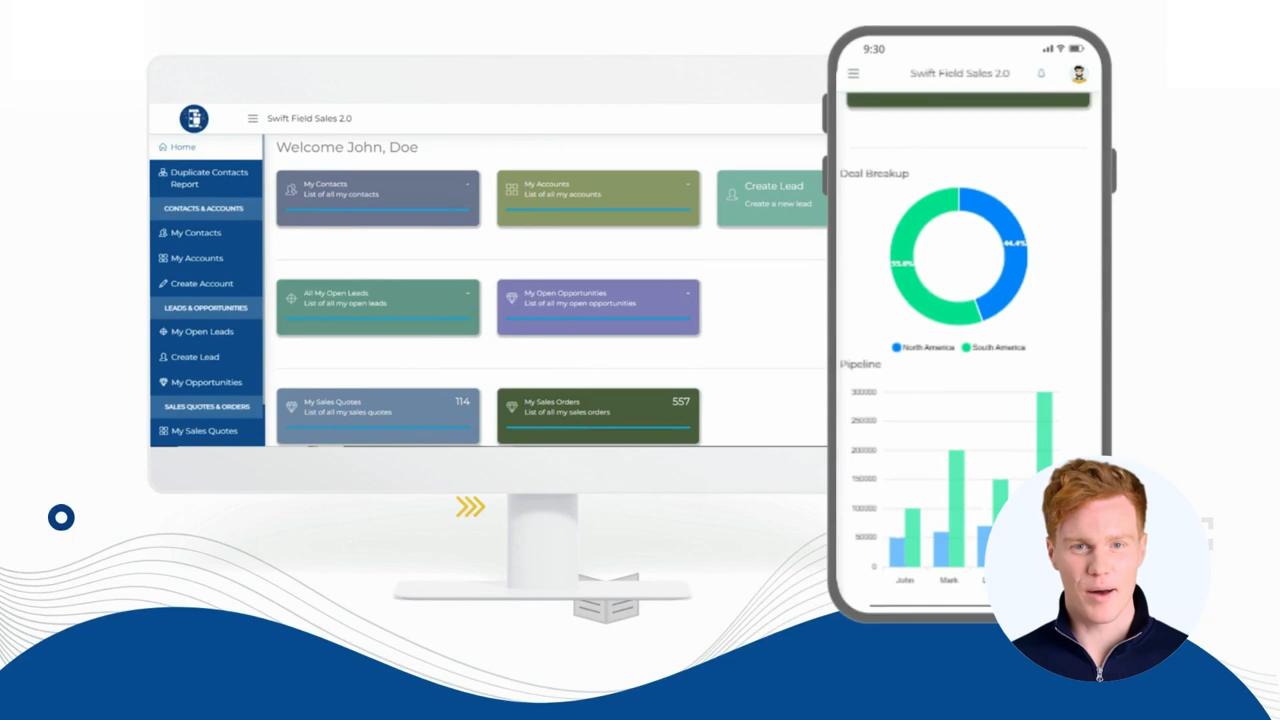 Swift Field Sales 2.0
Welcome John, Doe
Home
Duplicate Contacts
Report
CONTACTS & ACCOUNTS
My Contacts
My Accounts
Create Account
LEADS & OPPORTUNITIES
My Open Leads
Create Lead
My Opportunities
SALES QUOTES & ORDERS
My Sales Quotes
My Contacts
List of all my contacts
My Accounts
List of all my accounts
Create Lead
Create a new lead
All My Open Leads
List of all my open leads
My Open Opportunities
List of all my open opportunities
My Sales Quotes 114
List of all my sales quotes
My Sales Orders 557
List of all my sales orders
9:30
Swift Field Sales 2.0
Deal Breakup
44.4%
North America South America
Pipeline
300000
250000
200000
150000
100000
50000
0
John Mark